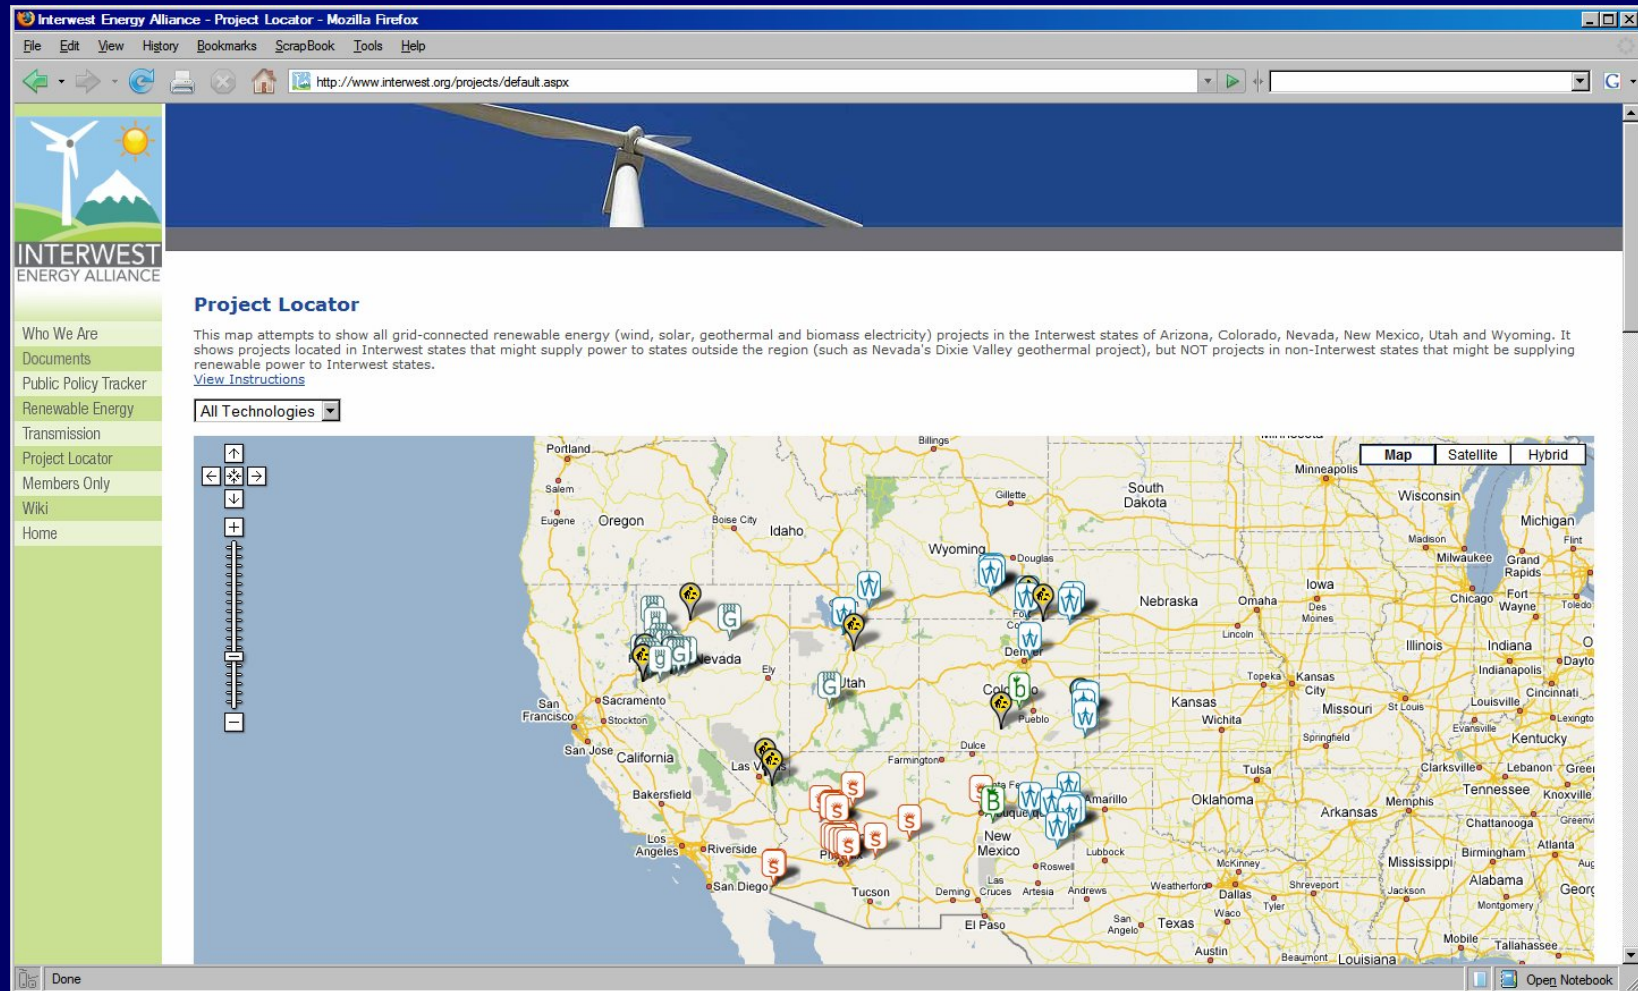 Interwest Energy Alliance - Project Locator - Mozilla Firefox
File Edit View History Bookmarks ScrapBook Tools Help
http://www.interwest.org/projects/default.aspx
G
INTERWEST
ENERGY ALLIANCE
Who We Are
Documents
Public Policy Tracker
Renewable Energy
Transmission
Project Locator
Members Only
Wiki
Home
Project Locator
This map attempts to show all grid-connected renewable energy (wind, solar, geothermal and biomass electricity) projects in the Interwest states of Arizona, Colorado, Nevada, New Mexico, Utah and Wyoming. It
shows projects located in Interwest states that might supply power to states outside the region (such as Nevada's Dixie Valley geothermal project), but NOT projects in non-Interwest states that might be supplying
renewable power to Interwest states.
View Instructions
All Technologies
Map Satellite Hybrid
Portland
Billings
Minneapolis
Salem
Gillette
South
Dakota
Wisconsin
Eugene
Oregon
Boise City
Idaho
Michigan
Madison
Flint
Wyoming
Douglas
Milwaukee
Grand
Rapids
Iowa
Nebraska
Omaha
Des
Moines
Chicago
Fort
Wayne
Toledo
Lincoln
Illinois
Indiana
Indianapolis
Dayto
Ely
Utah
Topeka
Kansas
City
Cincinnati
San
Francisco
Sacramento
Stockton
Pueblo
Kansas
Missouri
St Louis
Louisville
Lexingto
Wichita
Evansville
San Jose
California
Dulce
Springfield
Kentucky
Farmington
Tulsa
Clarksville
Lebanon
Gree
Bakersfield
Amarillo
Oklahoma
Memphis
Tennessee
Knoxville
Arkansas
Chattanooga
Greenv
Los
Angeles
Riverside
New
Mexico
Lubbock
Birmingham
Atlanta
Roswell
McKinney
Mississippi
Aug
San Diego
Tucson
Deming
Las
Cruces
Artesia
Andrews
Weatherford
Dallas
Shreveport
Jackson
Alabama
Georg
Tyler
Montgomery
El Paso
San
Angelo
Texas
Waco
Austin
Beaumont
Louisiana
Mobile
Tallahassee
Done
Open Notebook